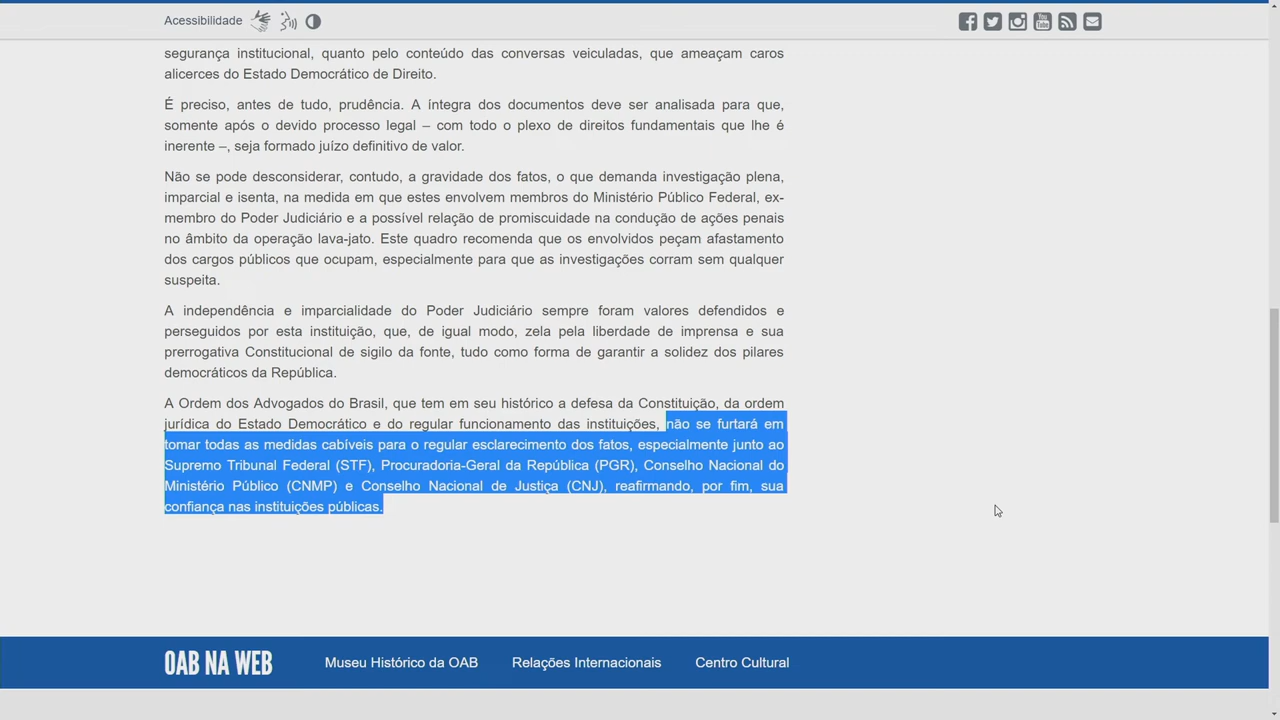 Acessibilidade
segurança institucional, quanto pelo conteúdo das conversas veiculadas, que ameaçam caros
alicerces do Estado Democrático de Direito.
É preciso, antes de tudo, prudência. A íntegra dos documentos deve ser analisada para que,
somente após o devido processo legal – com todo o plexo de direitos fundamentais que lhe é
inerente –, seja formado juízo definitivo de valor.
Não se pode desconsiderar, contudo, a gravidade dos fatos, o que demanda investigação plena,
imparcial e isenta, na medida em que estes envolvem membros do Ministério Público Federal, ex-
membro do Poder Judiciário e a possível relação de promiscuidade na condução de ações penais
no âmbito da operação lava-jato. Este quadro recomenda que os envolvidos peçam afastamento
dos cargos públicos que ocupam, especialmente para que as investigações corram sem qualquer
suspeita.
A independência e imparcialidade do Poder Judiciário sempre foram valores defendidos e
perseguidos por esta instituição, que, de igual modo, zela pela liberdade de imprensa e sua
prerrogativa Constitucional de sigilo da fonte, tudo como forma de garantir a solidez dos pilares
democráticos da República.
A Ordem dos Advogados do Brasil, que tem em seu histórico a defesa da Constituição, da ordem
jurídica do Estado Democrático e do regular funcionamento das instituições, não se furtará em
tomar todas as medidas cabíveis para o regular esclarecimento dos fatos, especialmente junto ao
Supremo Tribunal Federal (STF), Procuradoria-Geral da República (PGR), Conselho Nacional do
Ministério Público (CNMP) e Conselho Nacional de Justiça (CNJ), reafirmando, por fim, sua
confiança nas instituições públicas.
OAB NA WEB Museu Histórico da OAB Relações Internacionais Centro Cultural